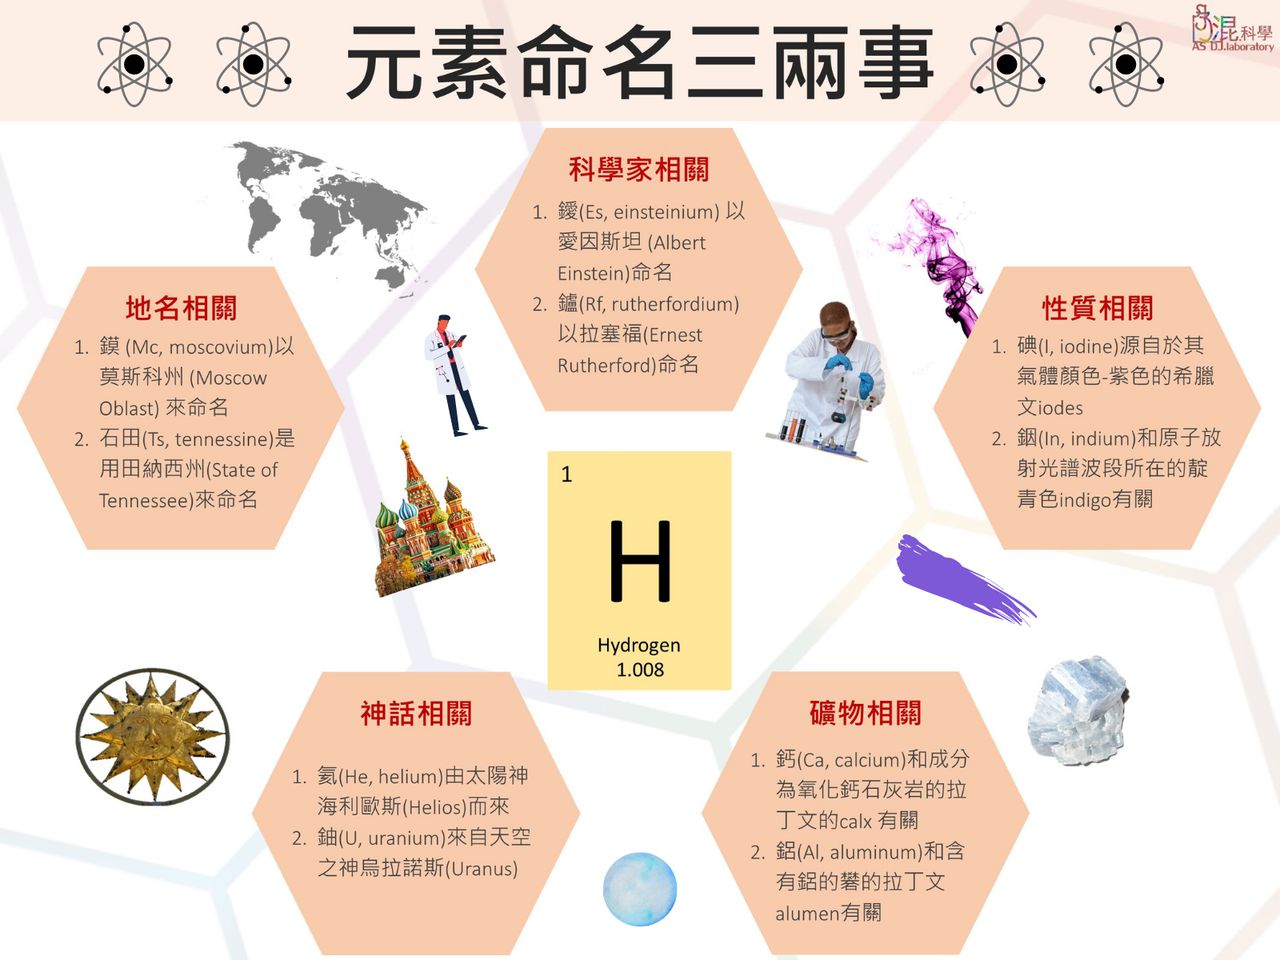 元素命名三兩事
混科學
AS DJ.laboratory
科學家相關
1. 鑀(Es, einsteinium) 以
愛因斯坦 (Albert
Einstein)命名
2. 鑪(Rf, rutherfordium)
以拉塞福(Ernest
Rutherford)命名
地名相關
1. 鏌 (Mc, moscovium)以
莫斯科州 (Moscow
Oblast) 來命名
2. 石田(Ts, tennessine)是
用田納西州(State of
Tennessee)來命名
性質相關
1. 碘(I, iodine)源自於其
氣體顏色-紫色的希臘
文iodes
2. 銦(In, indium)和原子放
射光譜波段所在的靛
青色indigo有關
1
H
Hydrogen
1.008
神話相關
1. 氦(He, helium)由太陽神
海利歐斯(Helios)而來
2. 鈾(U, uranium)來自天空
之神烏拉諾斯(Uranus)
礦物相關
1. 鈣(Ca, calcium)和成分
為氧化鈣石灰岩的拉
丁文的calx 有關
2. 鋁(Al, aluminum)和含
有鋁的礬的拉丁文
alumen有關